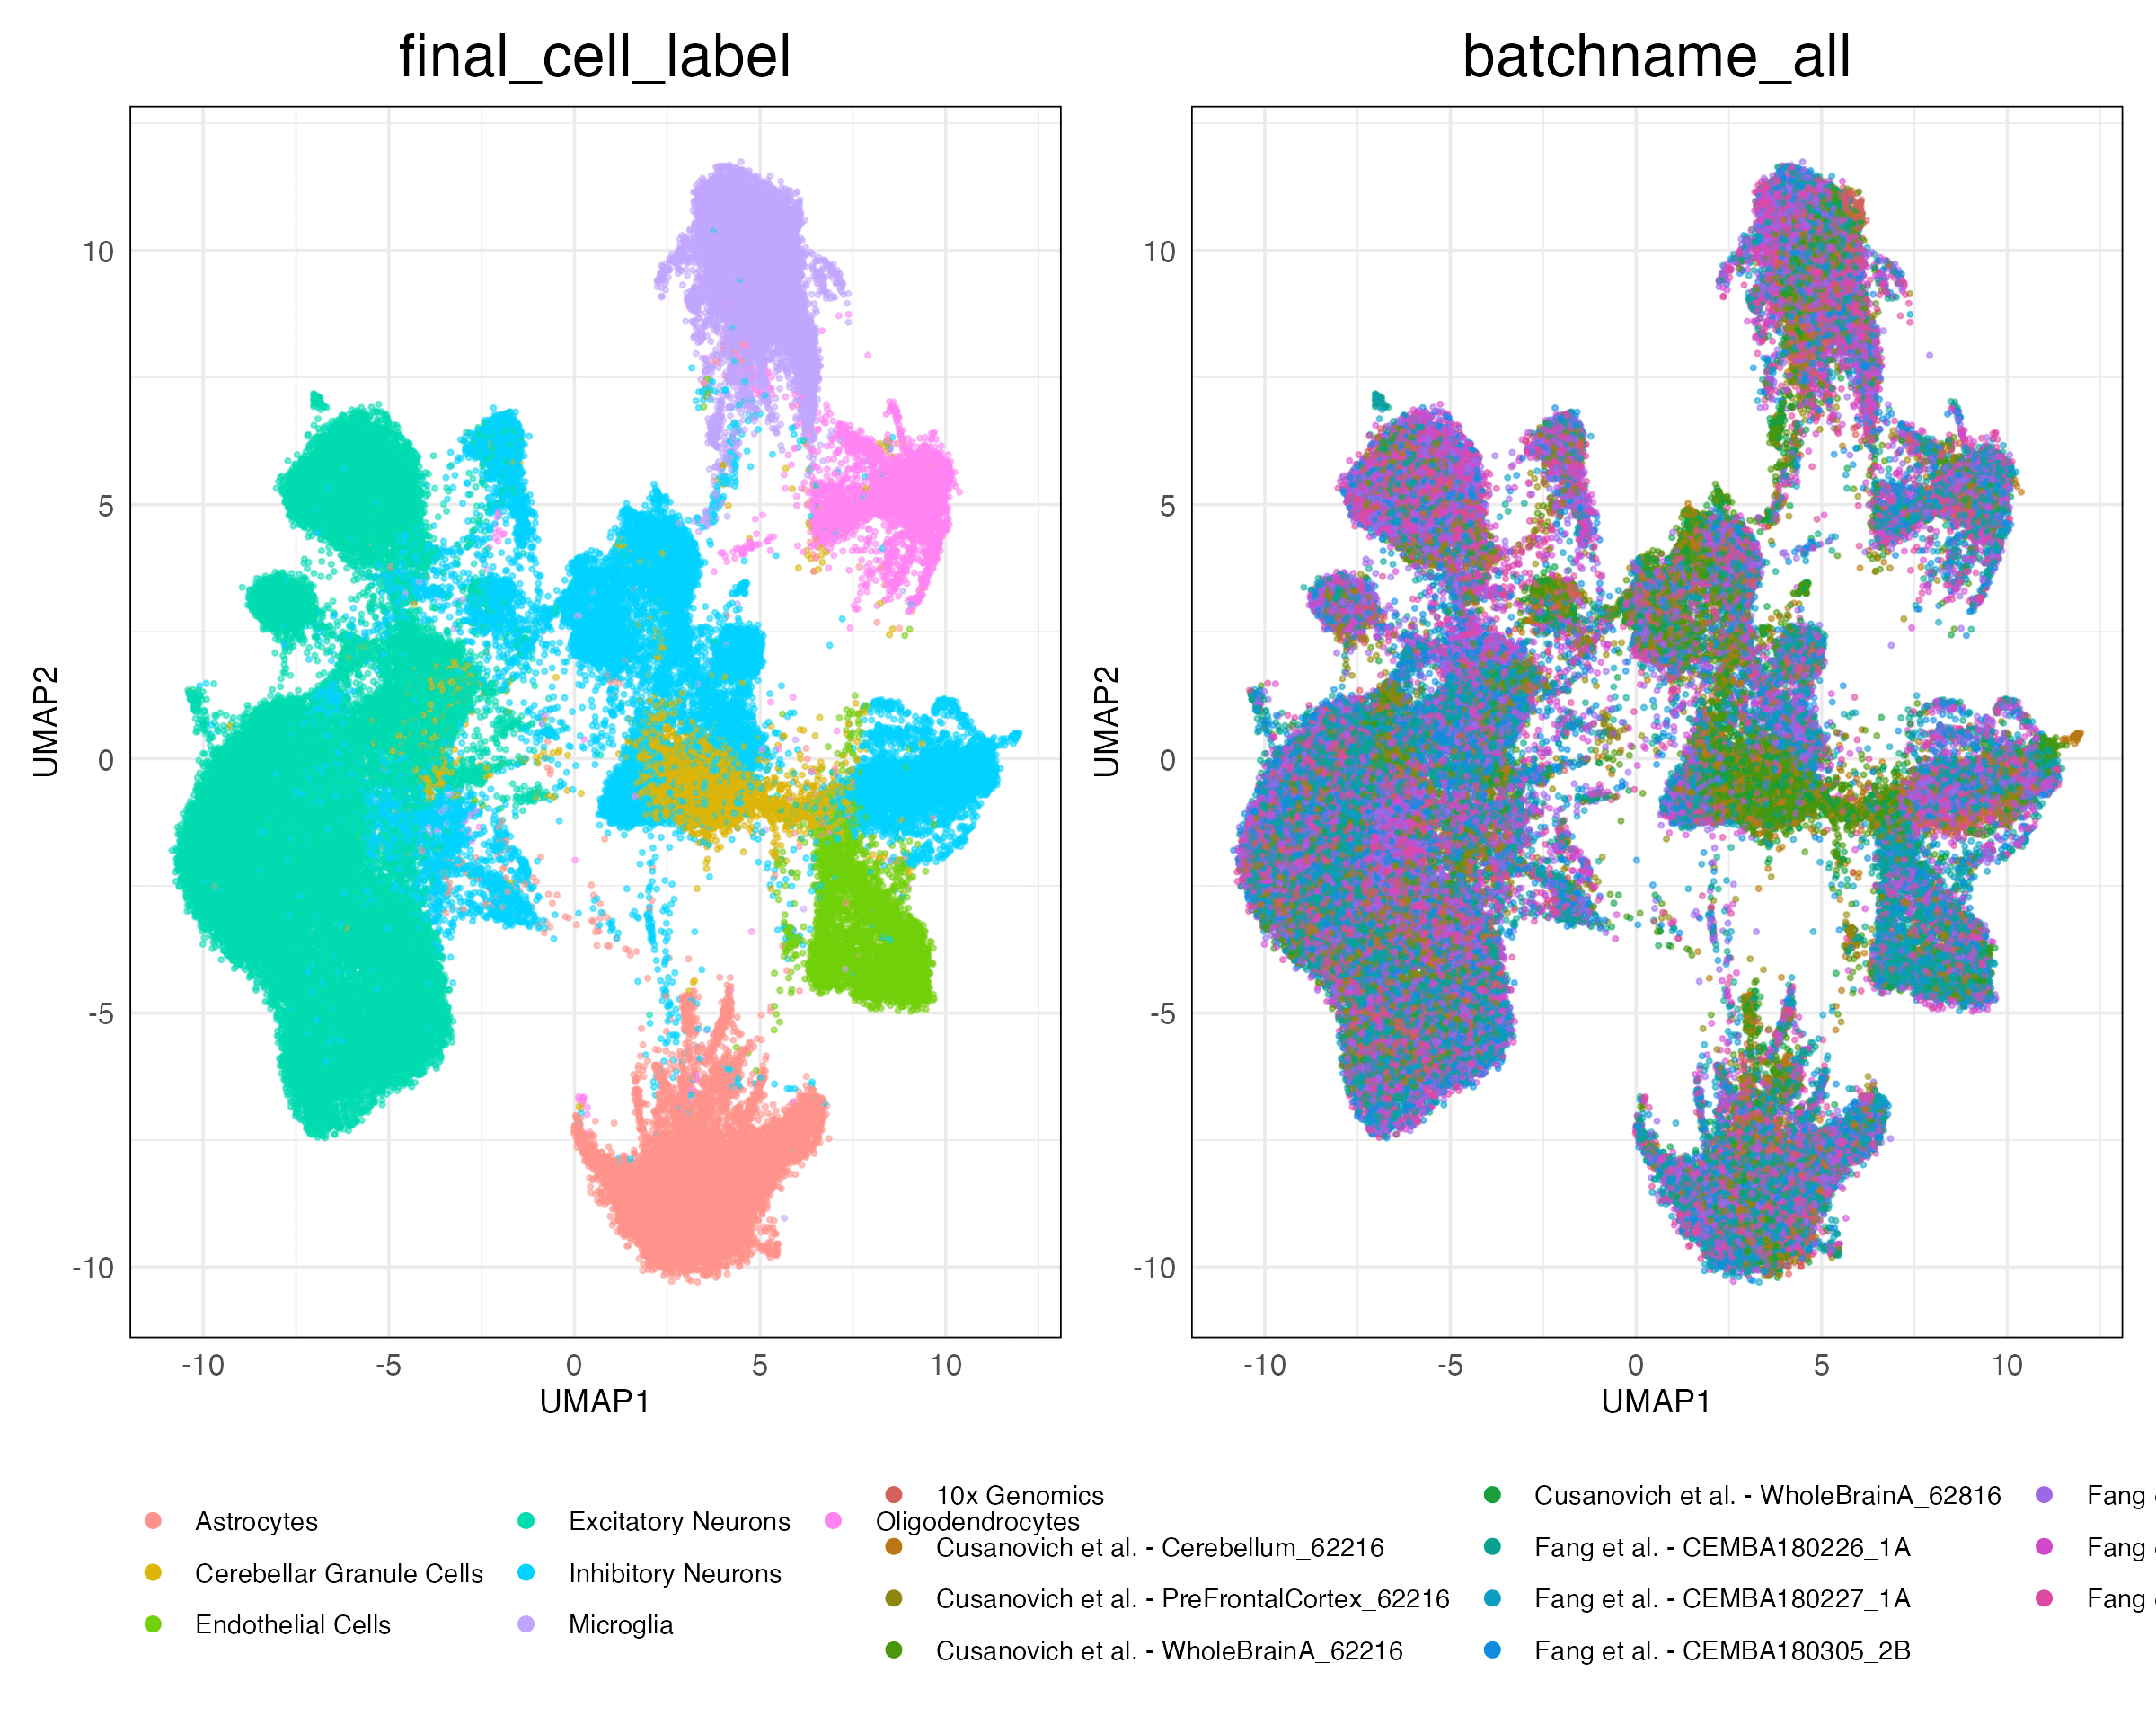 final_cell_label
batchname_all
UMAP2
10
5
0
-5
-10
-10
-5
0
5
10
UMAP1
UMAP2
10
5
0
-5
-10
-10
-5
0
5
10
UMAP1
Astrocytes
Cerebellar Granule Cells
Endothelial Cells
Excitatory Neurons
Inhibitory Neurons
Microglia
Oligodendrocytes
10x Genomics
Cusanovich et al. - Cerebellum_62216
Cusanovich et al. - PreFrontalCortex_62216
Cusanovich et al. - WholeBrainA_62216
Cusanovich et al. - WholeBrainA_62816
Fang et al. - CEMBA180226_1A
Fang et al. - CEMBA180227_1A
Fang et al. - CEMBA180305_2B
Fang
Fang
Fang